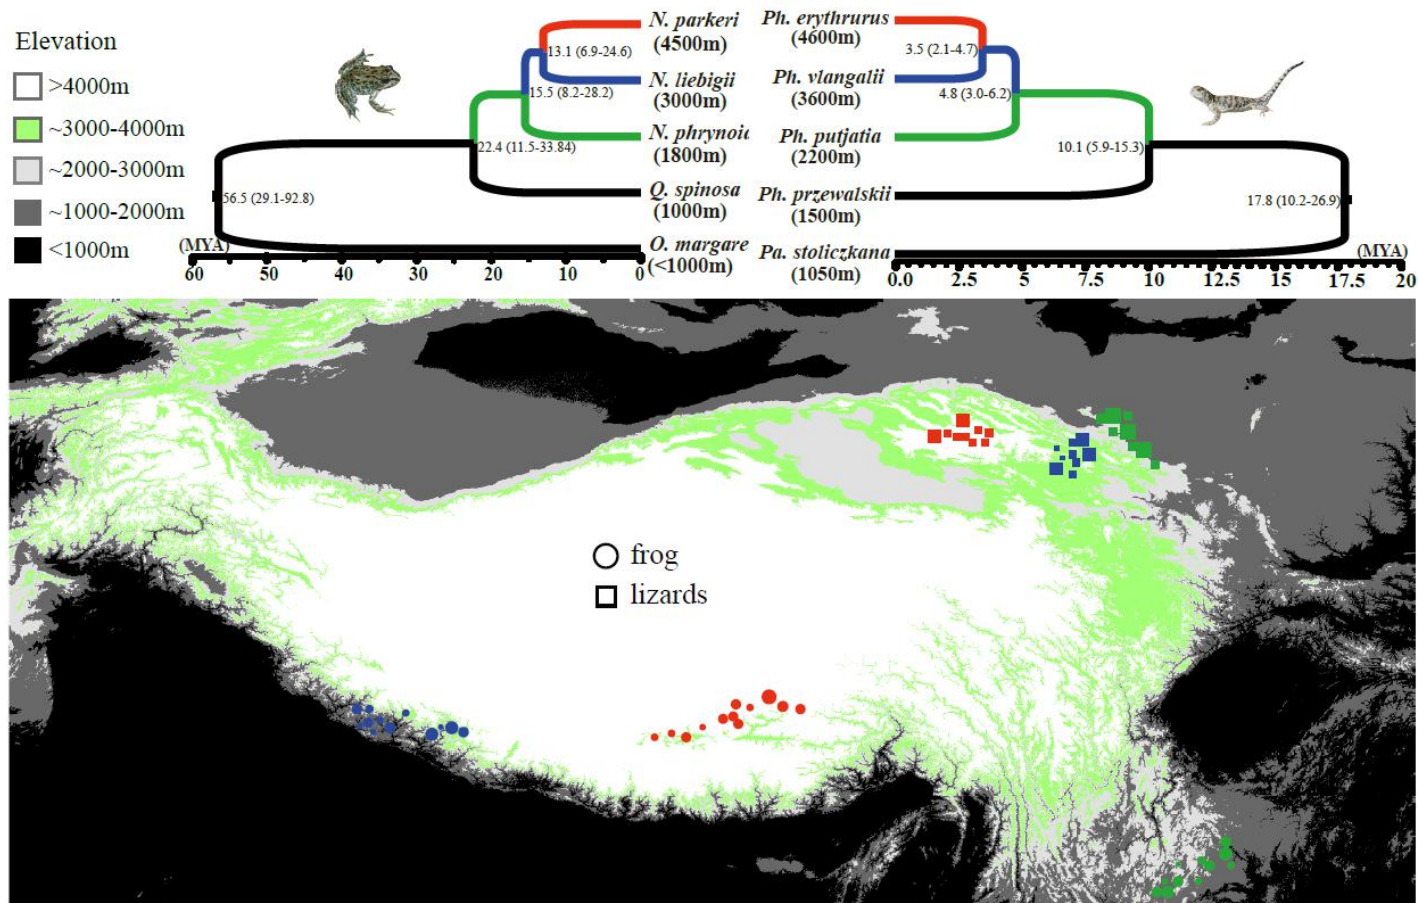 Elevation
>4000m
~3000-4000m
~2000-3000m
~1000-2000m
<1000m
N. parkeri
(4500m)
N. liebigii
(3000m)
N. phrynoi
(1800m)
Q. spinosa
(1000m)
O. margare
(<1000m)
13.1 (6.9-24.6)
15.5 (8.2-28.2)
22.4 (11.5-33.84)
56.5 (29.1-92.8)
(MYA)
60 50 40 30 20 10 0
Ph. erythrurus
(4600m)
Ph. vlangalii
(3600m)
Ph. putjatia
(2200m)
Ph. przewalskii
(1500m)
Pa. stoliczkana
(1050m)
3.5 (2.1-4.7)
4.8 (3.0-6.2)
10.1 (5.9-15.3)
17.8 (10.2-26.9)
(MYA)
0.0 2.5 5 7.5 10 12.5 15 17.5 20
frog
lizards